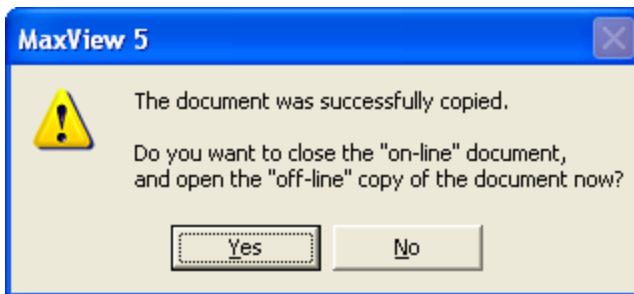 MaxView 5
The document was successfully copied.
Do you want to close the "on-line" document,
and open the "off-line" copy of the document now?
Yes
No